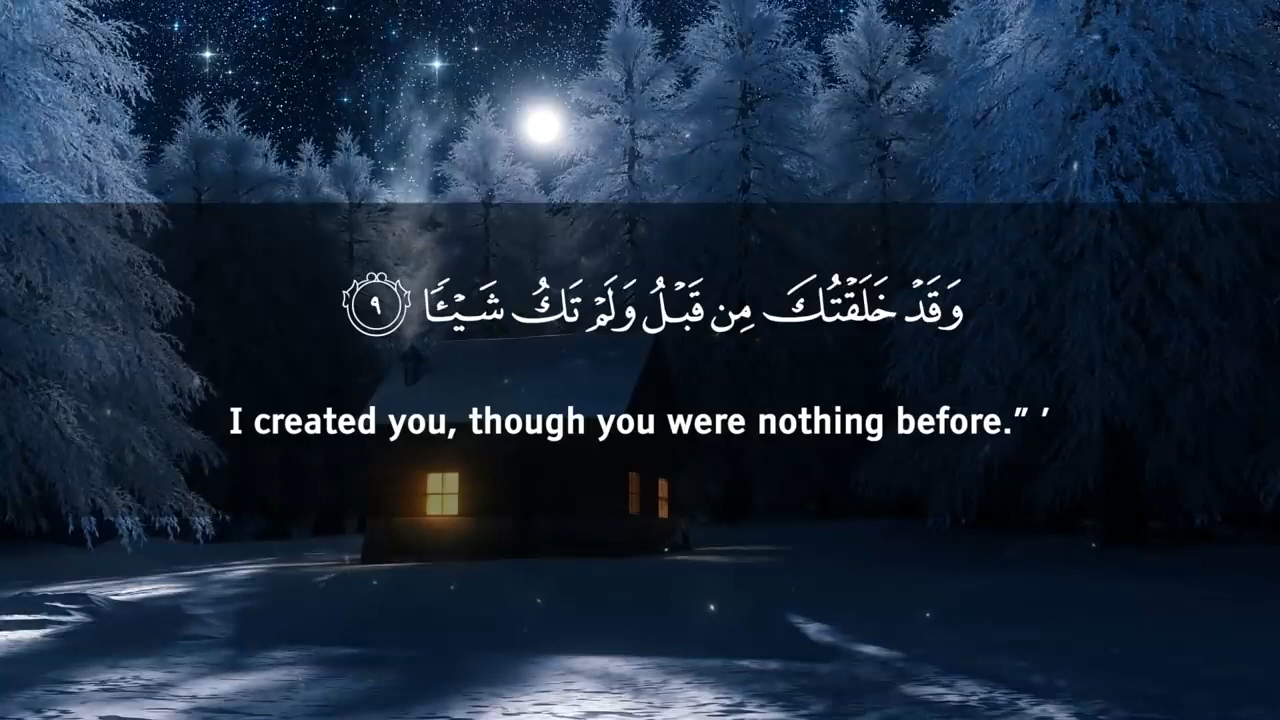 وَقَدْ خَلَقْتُكَ مِن قَبْلُ وَلَمْ تَكُ شَيْـًٔا ٩
I created you, though you were nothing before.” ’